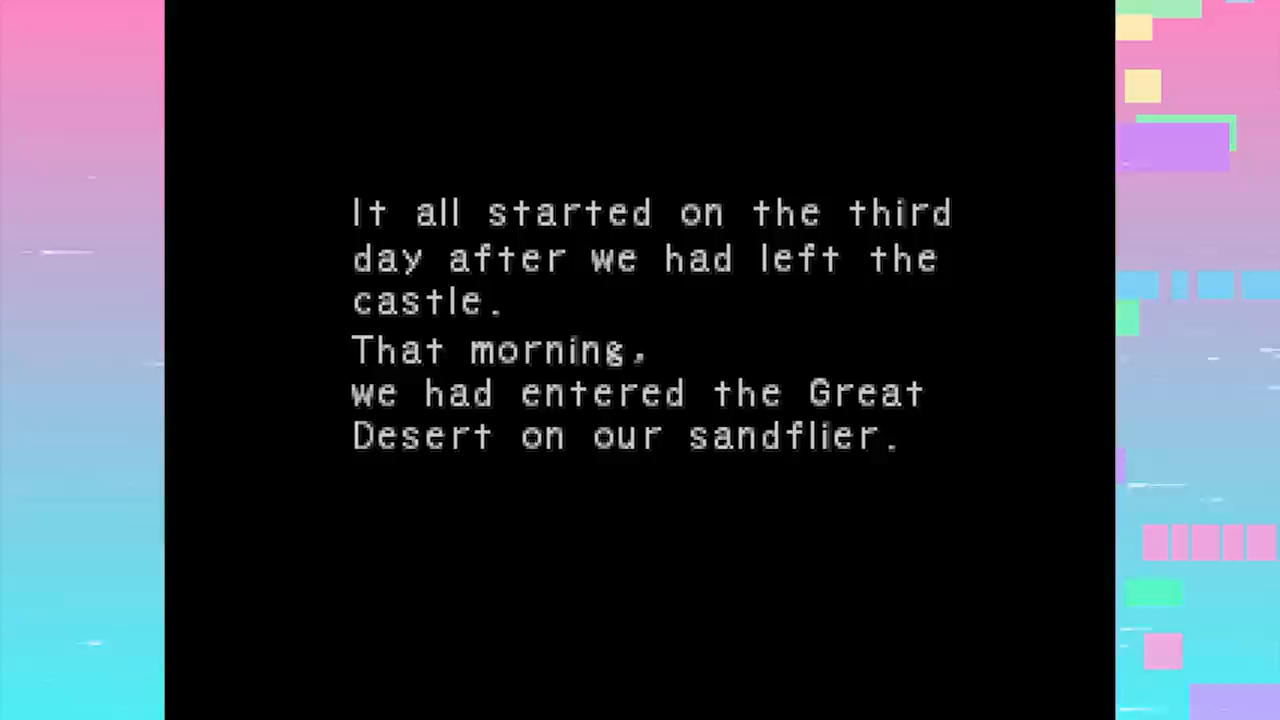 It all started on the third
day after we had left the
castle.
That morning,
we had entered the Great
Desert on our sandflier.